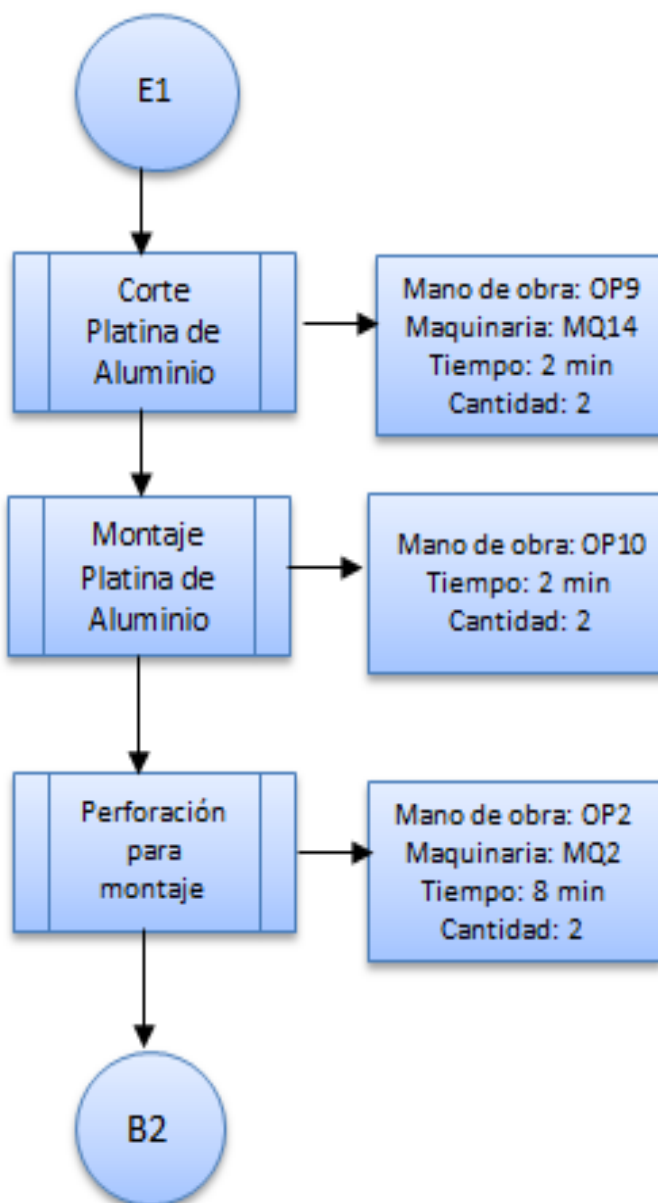 E1
Corte
Platina de
Aluminio
Mano de obra: OP9
Maquinaria: MQ14
Tiempo: 2 min
Cantidad: 2
Montaje
Platina de
Aluminio
Mano de obra: OP10
Tiempo: 2 min
Cantidad: 2
Perforación
para
montaje
Mano de obra: OP2
Maquinaria: MQ2
Tiempo: 8 min
Cantidad: 2
B2